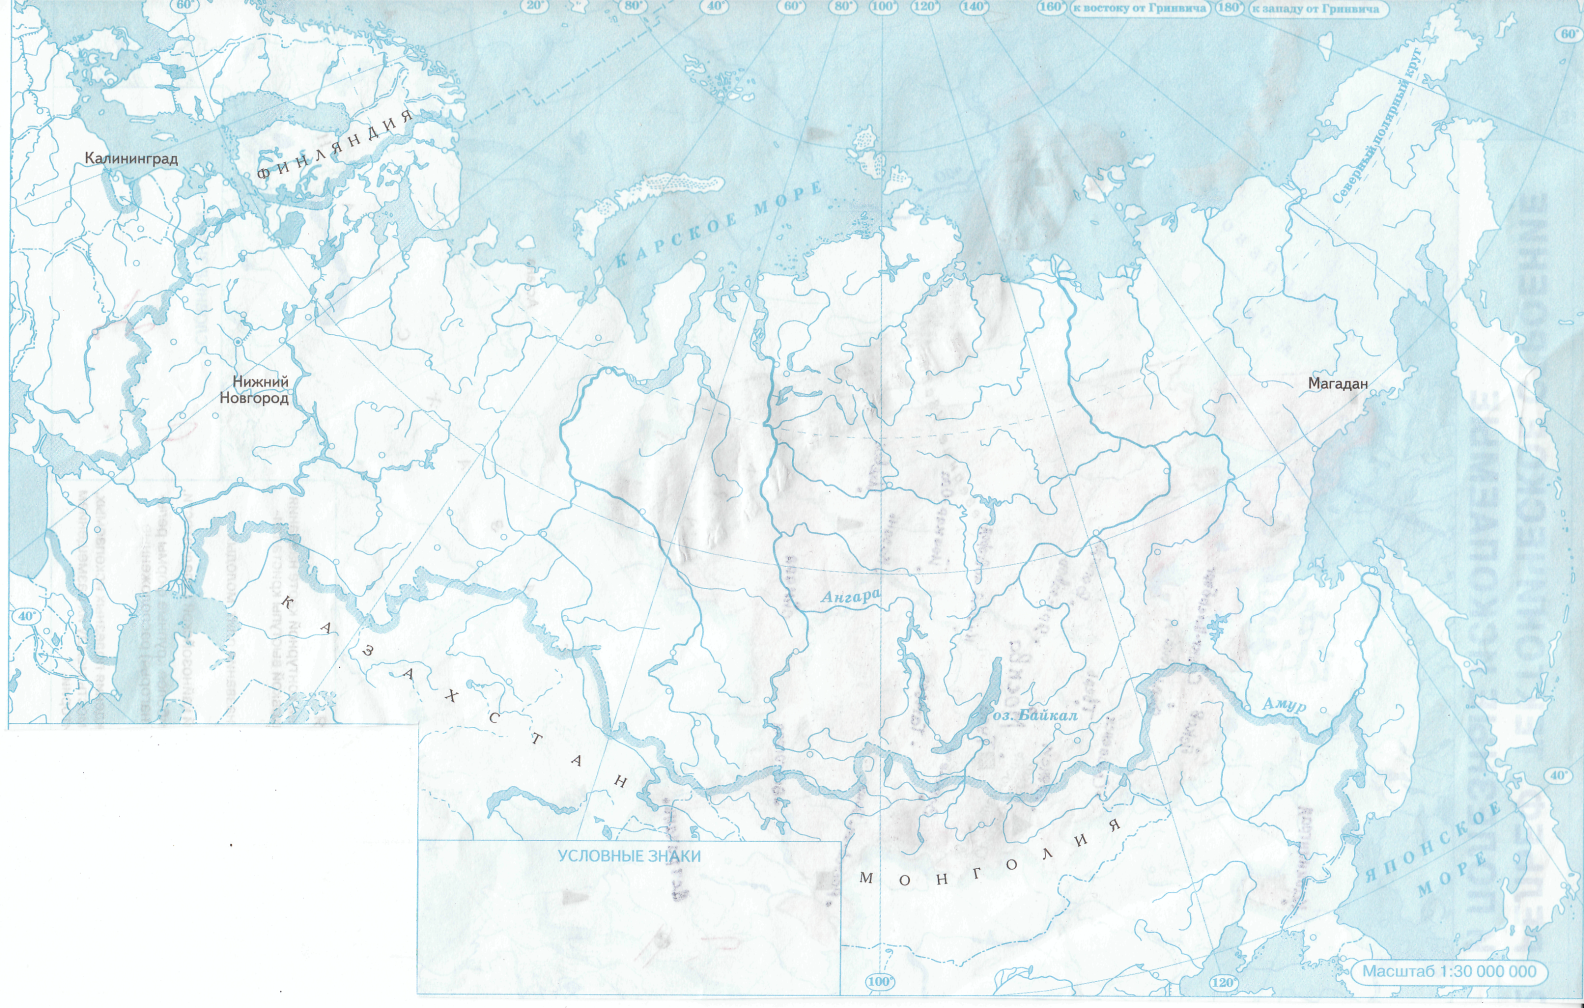 60°
20°
80°
40°
60°
80°
100°
120°
140°
160°
к востоку от Гринвича
180°
к западу от Гринвича
60°
Северный полярный круг
ФИНЛЯНДИЯ
Калининград
КАРСКОЕ МОРЕ
Нижний
Новгород
Магадан
40°
Ангара
КАЗАХСТАН
оз. Байкал
Амур
40°
ЯПОНСКОЕ
МОРЕ
УСЛОВНЫЕ ЗНАКИ
МОНГОЛИЯ
100°
120°
Масштаб 1:30 000 000